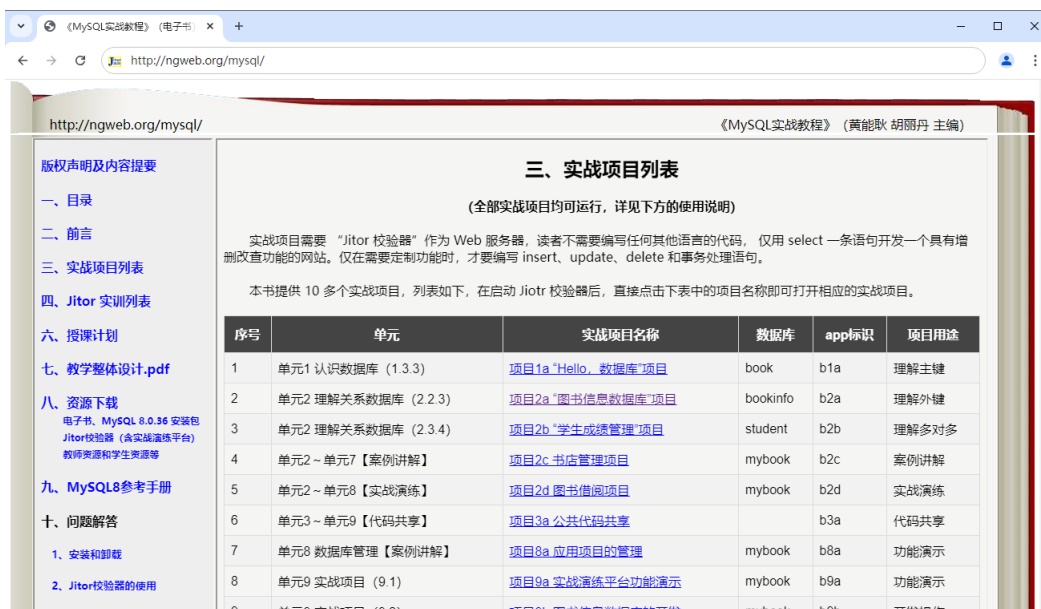 《MySQL实战教程》（电子书）
http://ngweb.org/mysql/
http://ngweb.org/mysql/
《MySQL实战教程》（黄能耿 胡丽丹 主编)
版权声明及内容提要
一、目录
二、前言
三、实战项目列表
四、Jitor 实训列表
六、授课计划
七、教学整体设计.pdf
八、资源下载
电子书、MySQL 8.0.36 安装包
Jitor校验器（含实战演练平台）
教师资源和学生资源等
九、MySQL8参考手册
十、问题解答
1、安装和卸载
2、Jitor校验器的使用
三、实战项目列表
(全部实战项目均可运行，详见下方的使用说明)
实战项目需要 “Jitor 校验器”作为 Web 服务器，读者不需要编写任何其他语言的代码， 仅用 select 一条语句开发一个具有增
删改查功能的网站。仅在需要定制功能时，才要编写 insert、update、delete 和事务处理语句。
本书提供 10 多个实战项目，列表如下，在启动 Jiotr 校验器后，直接点击下表中的项目名称即可打开相应的实战项目。
序号 单元 实战项目名称 数据库 app标识 项目用途
1 单元1 认识数据库（1.3.3） 项目1a “Hello，数据库”项目 book b1a 理解主键
2 单元2 理解关系数据库（2.2.3） 项目2a “图书信息数据库”项目 bookinfo b2a 理解外键
3 单元2 理解关系数据库（2.3.4） 项目2b “学生成绩管理”项目 student b2b 理解多对多
4 单元2～单元7【案例讲解】 项目2c 书店管理项目 mybook b2c 案例讲解
5 单元2～单元8【实战演练】 项目2d 图书借阅项目 mybook b2d 实战演练
6 单元3～单元9【代码共享】 项目3a 公共代码共享 b3a 代码共享
7 单元8 数据库管理【案例讲解】 项目8a 应用项目的管理 mybook b8a 功能演示
8 单元9 实战项目（9.1） 项目9a 实战演练平台功能演示 mybook b9a 功能演示